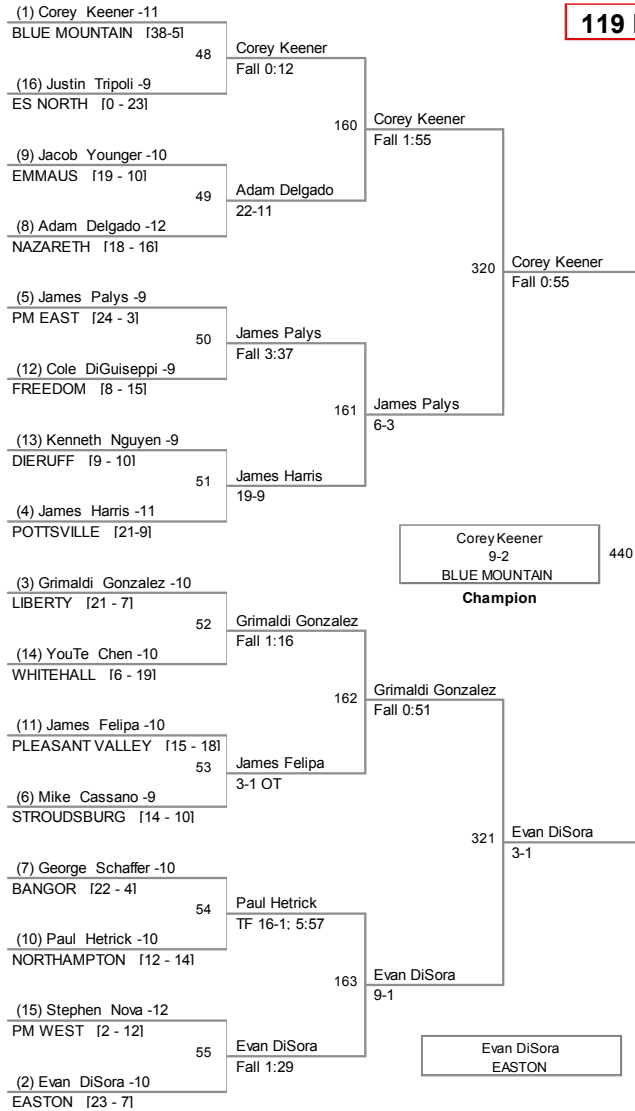 (1) Corey Keener -11
BLUE MOUNTAIN [38-5]
48
(16) Justin Tripoli -9
ES NORTH [0 - 23]
Corey Keener
Fall 0:12
160
(9) Jacob Younger -10
EMMAUS [19 - 10]
49
(8) Adam Delgado -12
NAZARETH [18 - 16]
Adam Delgado
22-11
Corey Keener
Fall 1:55
320
(5) James Palys -9
PM EAST [24 - 3]
50
(12) Cole DiGuiseppi -9
FREEDOM [8 - 15]
James Palys
Fall 3:37
161
(13) Kenneth Nguyen -9
DIERUFF [9 - 10]
51
(4) James Harris -11
POTTSVILLE [21-9]
James Harris
19-9
James Palys
6-3
Corey Keener
Fall 0:55
119
Corey Keener
9-2
BLUE MOUNTAIN
440
Champion
(3) Grimaldi Gonzalez -10
LIBERTY [21 - 7]
52
(14) YouTe Chen -10
WHITEHALL [6 - 19]
Grimaldi Gonzalez
Fall 1:16
162
(11) James Felipa -10
PLEASANT VALLEY [15 - 18]
53
(6) Mike Cassano -9
STROUDSBURG [14 - 10]
James Felipa
3-1 OT
Grimaldi Gonzalez
Fall 0:51
321
(7) George Schaffer -10
BANGOR [22 - 4]
54
(10) Paul Hetrick -10
NORTHAMPTON [12 - 14]
Paul Hetrick
TF 16-1; 5:57
163
(15) Stephen Nova -12
PM WEST [2 - 12]
55
(2) Evan DiSora -10
EASTON [23 - 7]
Evan DiSora
Fall 1:29
Evan DiSora
9-1
Evan DiSora
3-1
Evan DiSora
EASTON